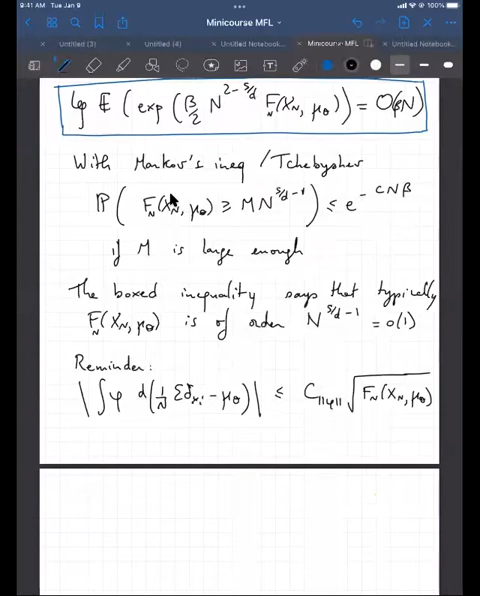 9:41 AM Tue Jan 9
100%
Minicourse MFL
Untitled (3)
Untitled (4)
Untitled Notebook...
Minicourse MFL
Untitled Notebook...
log E ( exp ( β/2 N^{2-s/d} F_N(X_N, μ_θ) ) = O(βN)
With Markov's ineq / Tchebyshev
P ( F_N(X_N, μ_θ) ≥ M N^{s/d-1} ) ≤ e^{-CNβ}
if M is large enough
The boxed inequality says that typically
F_N(X_N, μ_θ) is of order N^{s/d-1} = o(1)
Reminder:
| ∫ φ d( 1/N Σ δ_{x_i} - μ_θ ) | ≤ C_{||φ||} √F_N(X_N, μ_θ)